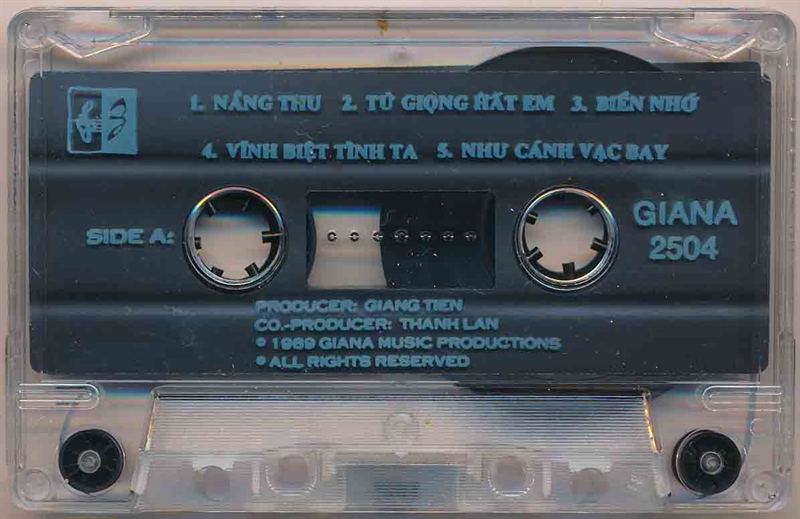 1. NẮNG THU 2. TỪ GIỌNG HÁT EM 3. BIỂN NHỚ
4. VĨNH BIỆT TÌNH TA 5. NHƯ CÁNH VẠC BAY
SIDE A:
GIANA
2504
PRODUCER: GIANG TIEN
CO.-PRODUCER: THANH LAN
© 1989 GIANA MUSIC PRODUCTIONS
© ALL RIGHTS RESERVED